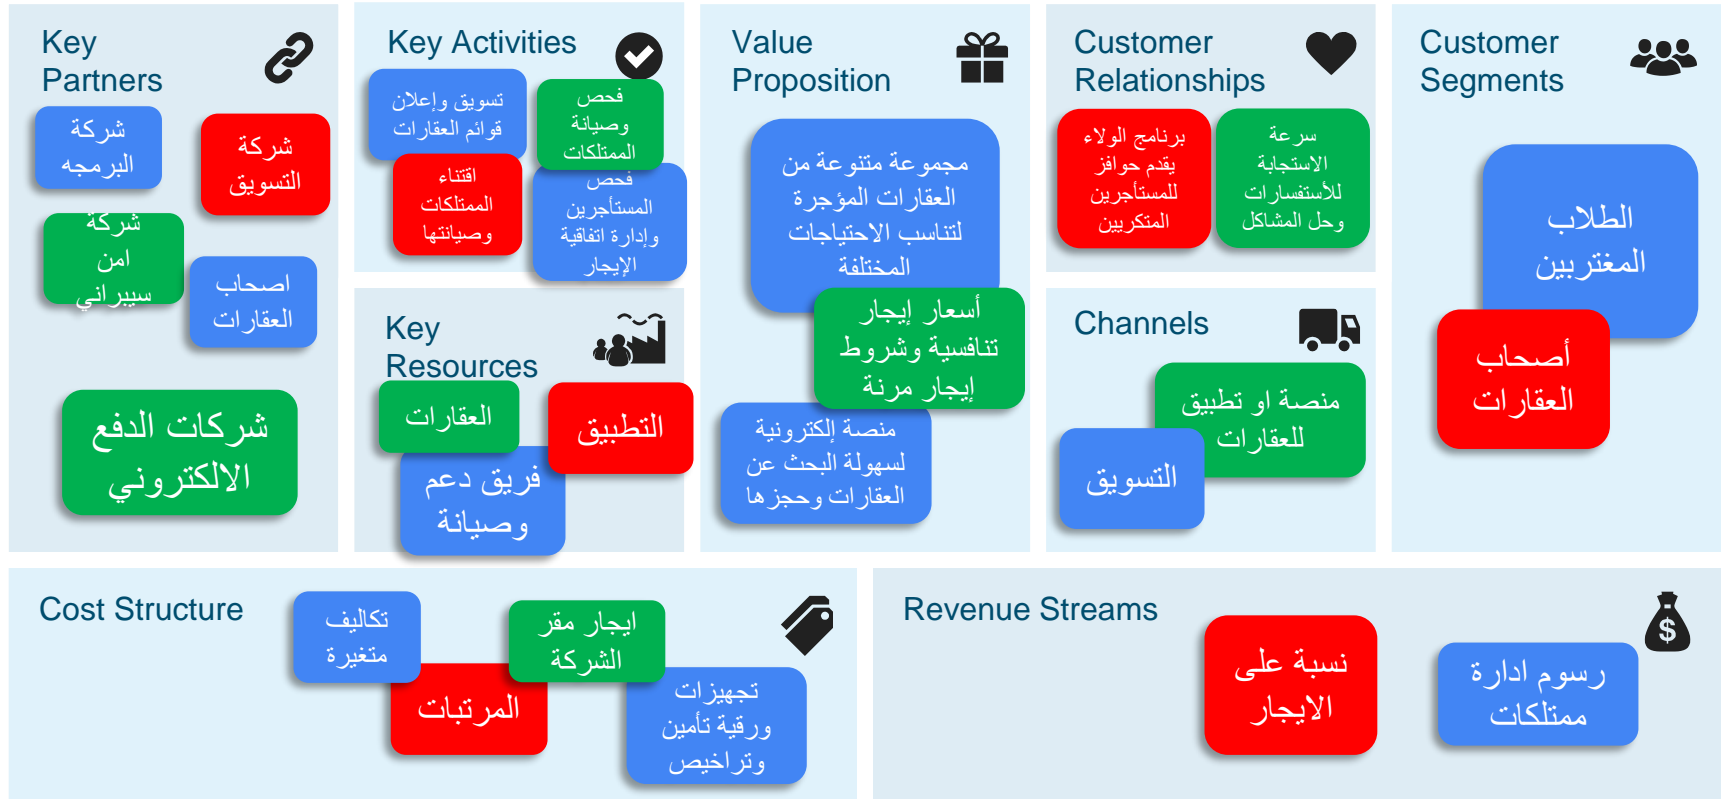 Key
Partners
شركة
البرمجه
شركة
التسويق
شركة
امن
سيبراني
اصحاب
العقارات
شركات الدفع
الالكتروني
Key Activities
تسويق وإعلان
قوائم العقارات
فحص
وصيانة
الممتلكات
اقتناء
الممتلكات
وصيانتها
فحص
المستأجرين
وإدارة اتفاقية
الإيجار
Key
Resources
العقارات
التطبيق
فريق دعم
وصيانة
Value
Proposition
مجموعة متنوعة من
العقارات المؤجرة
لتناسب الاحتياجات
المختلفة
أسعار إيجار
تنافسية وشروط
إيجار مرنة
منصة إلكترونية
لسهولة البحث عن
العقارات وحجزها
Customer
Relationships
برنامج الولاء
يقدم حوافز
للمستأجرين
المتكريين
سرعة
الاستجابة
للأستفسارات
وحل المشاكل
Channels
منصة او تطبيق
للعقارات
التسويق
Customer
Segments
الطلاب
المغتربين
أصحاب
العقارات
Cost Structure
تكاليف
متغيرة
المرتبات
ايجار مقر
الشركة
تجهيزات
ورقية تأمين
وتراخيص
Revenue Streams
نسبة على
الايجار
رسوم ادارة
ممتلكات
$